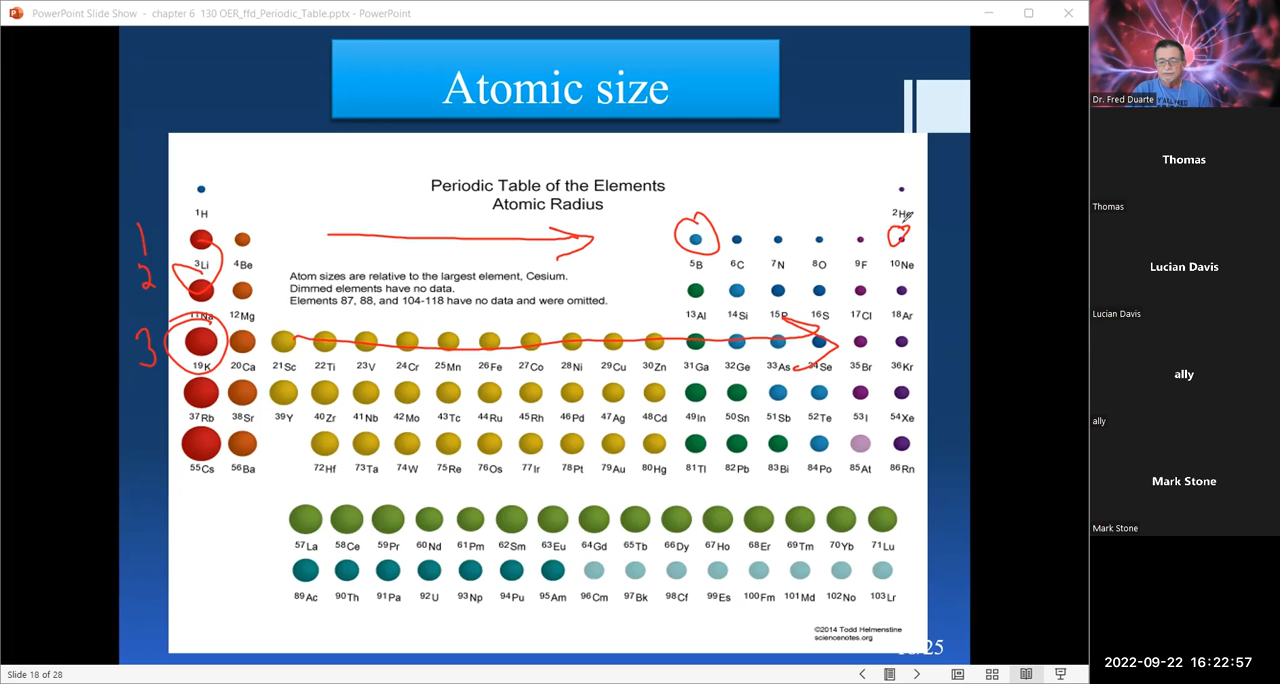 PowerPoint Slide Show - chapter 6 130 OER_ffd_Periodic_Table.pptx - PowerPoint
Atomic size
Periodic Table of the Elements
Atomic Radius
1H 2He
1
3Li 4Be 5B 6C 7N 8O 9F 10Ne
2
Atom sizes are relative to the largest element, Cesium.
Dimmed elements have no data.
Elements 87, 88, and 104-118 have no data and were omitted.
11Na 12Mg 13Al 14Si 15P 16S 17Cl 18Ar
3
19K 20Ca 21Sc 22Ti 23V 24Cr 25Mn 26Fe 27Co 28Ni 29Cu 30Zn 31Ga 32Ge 33As 34Se 35Br 36Kr
37Rb 38Sr 39Y 40Zr 41Nb 42Mo 43Tc 44Ru 45Rh 46Pd 47Ag 48Cd 49In 50Sn 51Sb 52Te 53I 54Xe
55Cs 56Ba 72Hf 73Ta 74W 75Re 76Os 77Ir 78Pt 79Au 80Hg 81Tl 82Pb 83Bi 84Po 85At 86Rn
57La 58Ce 59Pr 60Nd 61Pm 62Sm 63Eu 64Gd 65Tb 66Dy 67Ho 68Er 69Tm 70Yb 71Lu
89Ac 90Th 91Pa 92U 93Np 94Pu 95Am 96Cm 97Bk 98Cf 99Es 100Fm 101Md 102No 103Lr
©2014 Todd Helmenstine
sciencenotes.org
Slide 18 of 28
Dr. Fred Duarte
Thomas
Thomas
Lucian Davis
Lucian Davis
ally
ally
Mark Stone
Mark Stone
2022-09-22 16:22:57